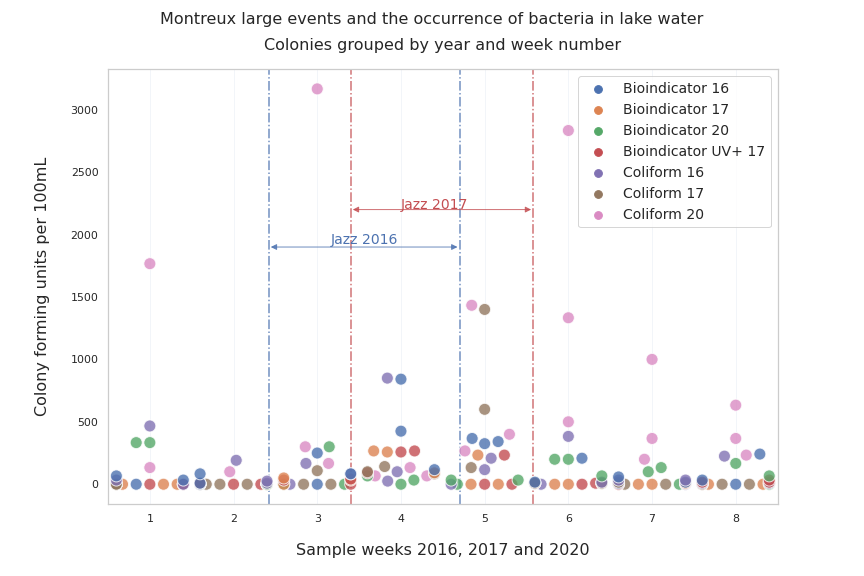 Montreux large events and the occurrence of bacteria in lake water
Colonies grouped by year and week number
Colony forming units per 100mL
3000
2500
2000
1500
1000
500
0
Bioindicator 16
Bioindicator 17
Bioindicator 20
Bioindicator UV+ 17
Coliform 16
Coliform 17
Coliform 20
Jazz 2017
Jazz 2016
1 2 3 4 5 6 7 8
Sample weeks 2016, 2017 and 2020